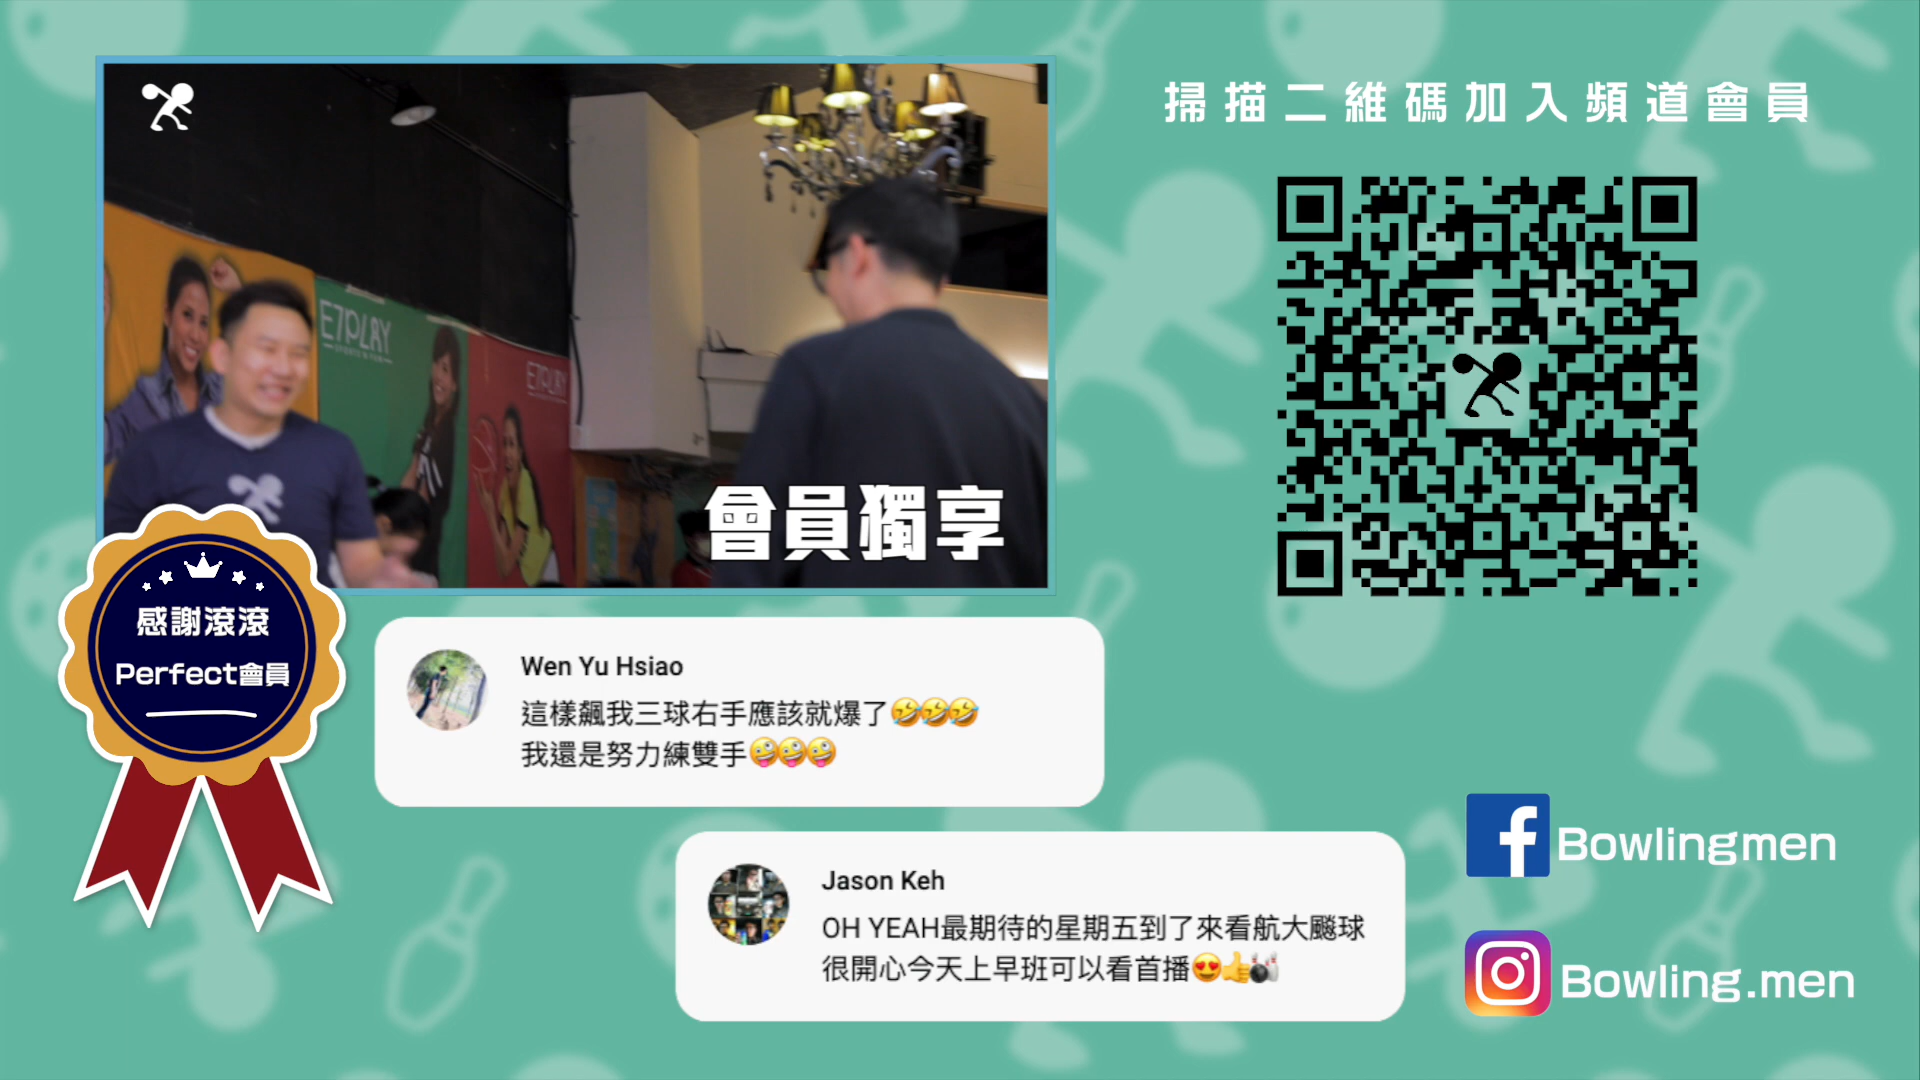 掃描二維碼加入頻道會員
E7PLAY
E7PLAY
會員獨享
感謝滾滾
Perfect會員
Wen Yu Hsiao
這樣飆我三球右手應該就爆了🤣🤣🤣
我還是努力練雙手🤪🤪🤪
Jason Keh
OH YEAH最期待的星期五到了來看航大飈球
很開心今天上早班可以看首播😍👍🎳
Bowlingmen
Bowling.men